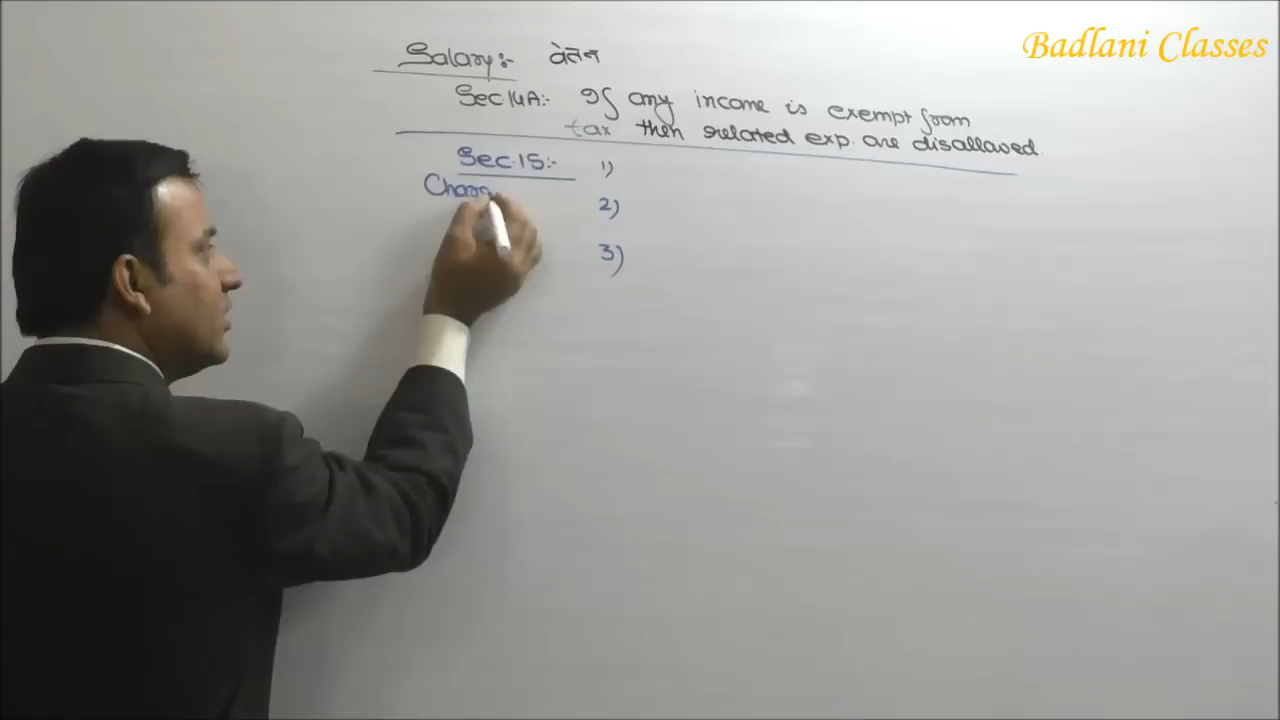 Badlani Classes
Salary:- वेतन
Sec 14A:- If any income is exempt from
tax then related exp. are disallowed.
Sec.15:- 1)
Charg
2)
3)